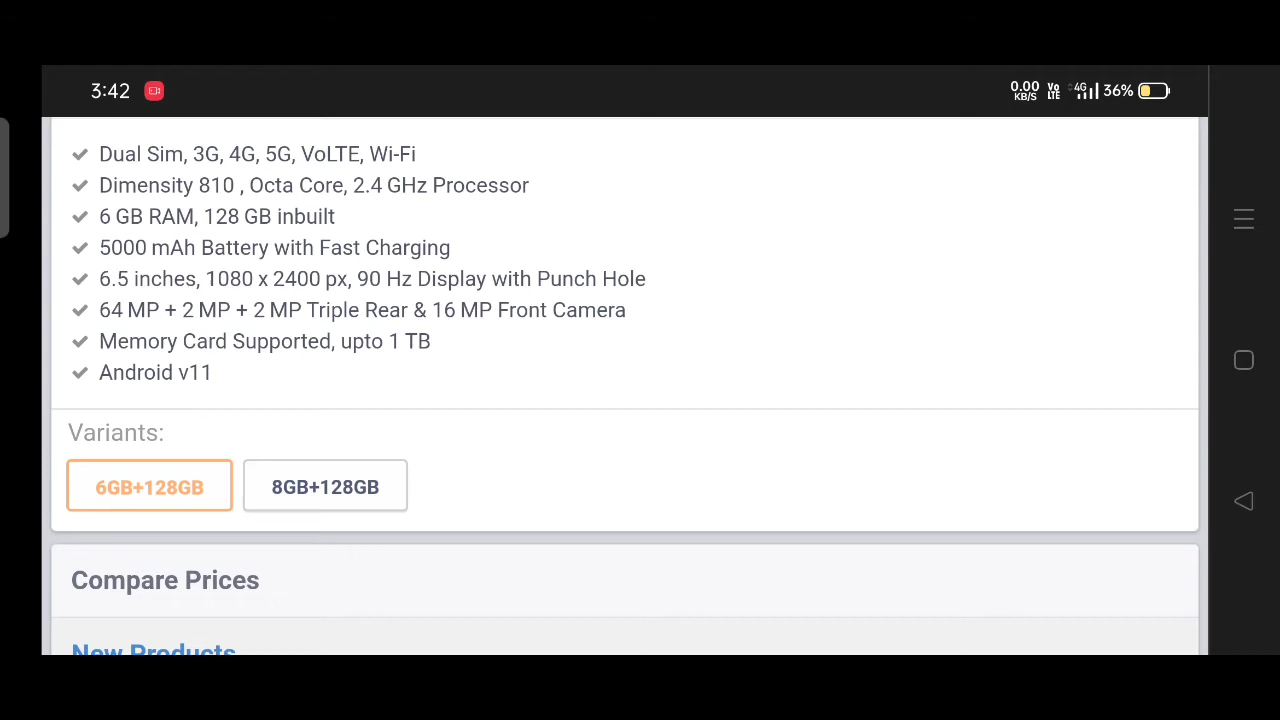 3:42
0.00 KB/S Vo LTE 4G 36%
Dual Sim, 3G, 4G, 5G, VoLTE, Wi-Fi
Dimensity 810 , Octa Core, 2.4 GHz Processor
6 GB RAM, 128 GB inbuilt
5000 mAh Battery with Fast Charging
6.5 inches, 1080 x 2400 px, 90 Hz Display with Punch Hole
64 MP + 2 MP + 2 MP Triple Rear & 16 MP Front Camera
Memory Card Supported, upto 1 TB
Android v11
Variants:
6GB+128GB 8GB+128GB
Compare Prices
New Products